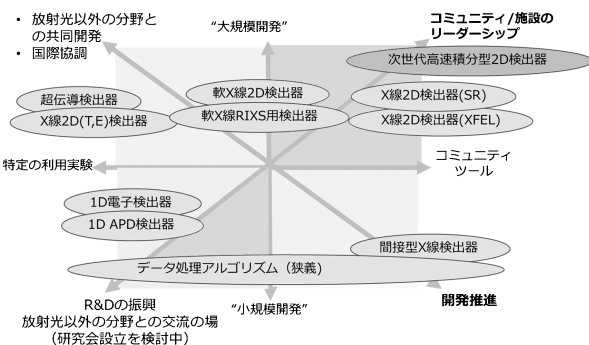 • 放射光以外の分野と
の共同開発
• 国際協調
“大規模開発”
コミュニティ/施設の
リーダーシップ
次世代高速積分型2D検出器
超伝導検出器
X線2D(T,E)検出器
軟X線2D検出器
軟X線RIXS用検出器
X線2D検出器(SR)
X線2D検出器(XFEL)
特定の利用実験
コミュニティ
ツール
1D電子検出器
1D APD検出器
間接型X線検出器
データ処理アルゴリズム（狭義)
R&Dの振興
放射光以外の分野との交流の場
（研究会設立を検討中）
“小規模開発”
開発推進